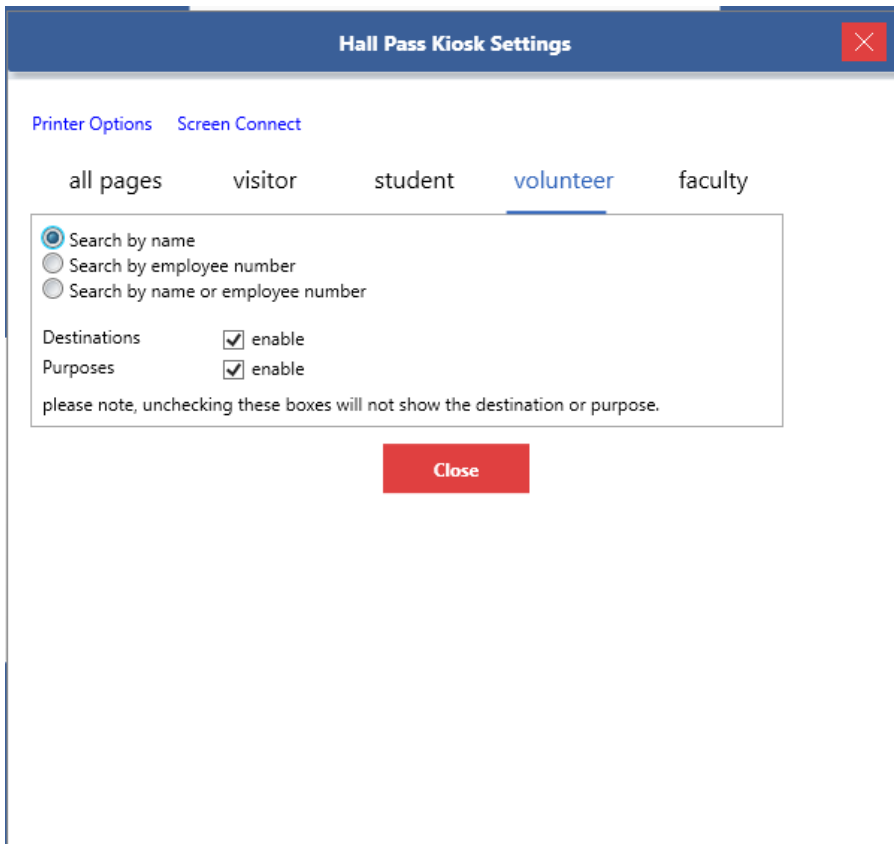 Hall Pass Kiosk Settings
Printer Options Screen Connect
all pages visitor student volunteer faculty
Search by name
Search by employee number
Search by name or employee number
Destinations enable
Purposes enable
please note, unchecking these boxes will not show the destination or purpose.
Close